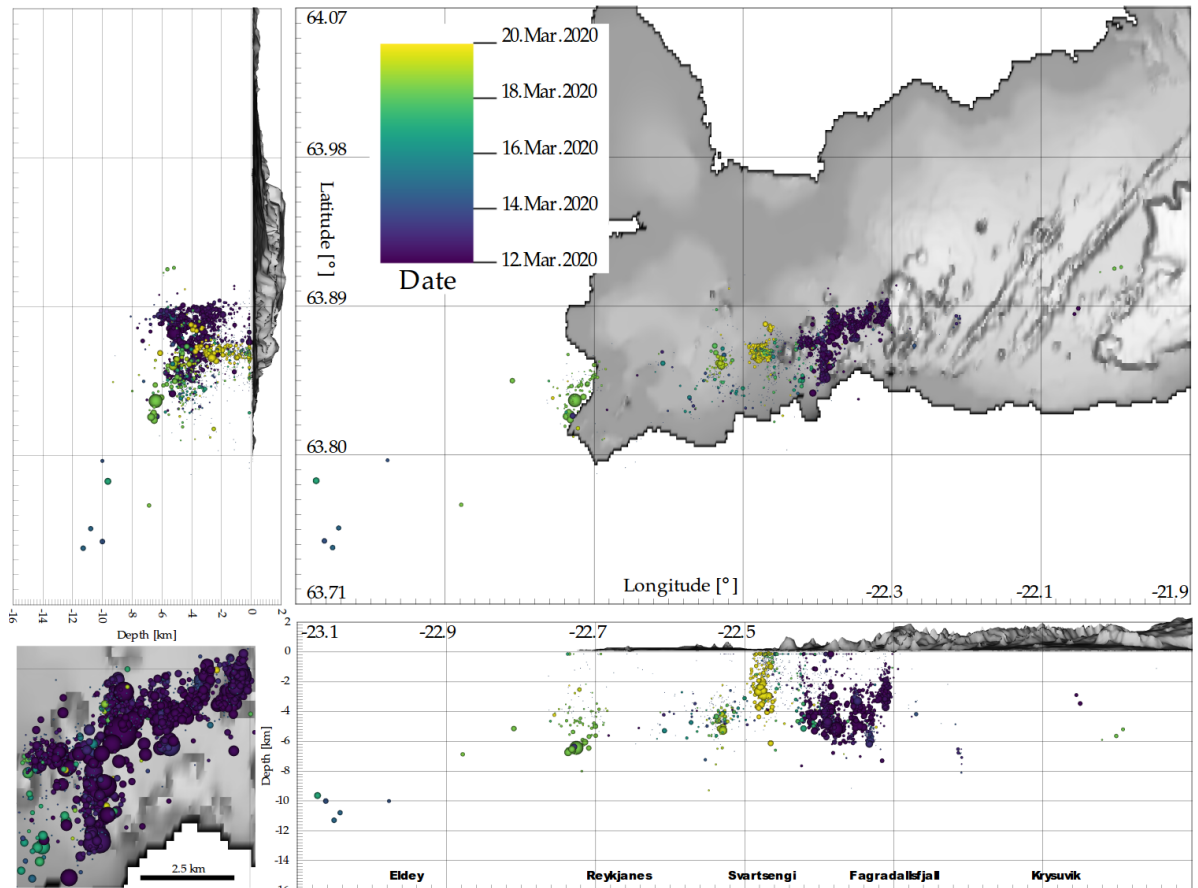 64.07
63.98
63.89
63.80
63.71
Latitude [°]
20.Mar.2020
18.Mar.2020
16.Mar.2020
14.Mar.2020
12.Mar.2020
Date
Longitude [°]
-22.3
-22.1
-21.9
-16
-14
-12
-10
-8
-6
-4
-2
0
2
Depth [km]
-23.1
-22.9
-22.7
-22.5
2
0
-2
-4
-6
-8
-10
-12
-14
-16
Depth [km]
2.5 km
Eldey
Reykjanes
Svartsengi
Fagradalsfjall
Krysuvik